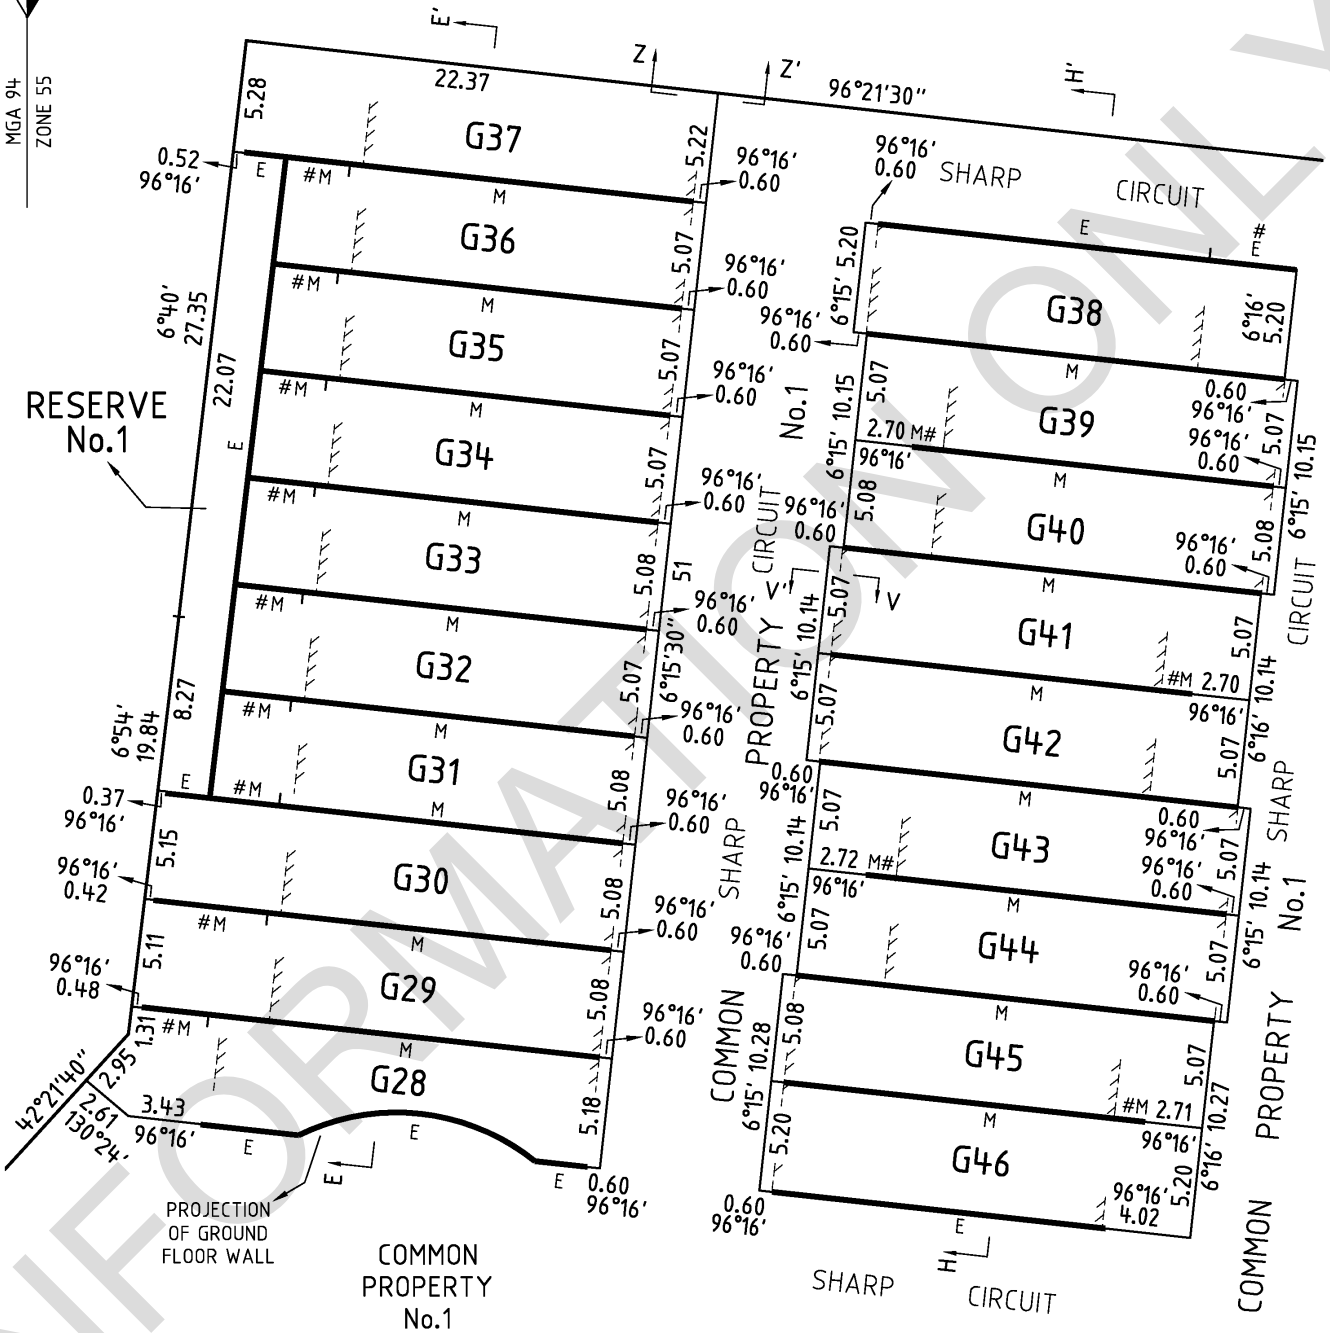 MGA 94
ZONE 55
E'
Z
Z'
H'
22.37
96°21'30"
5.28
G37
5.22
0.52
96°16'
E
#M
M
96°16'
0.60
96°16'
0.60
SHARP
CIRCUIT
E
#
E
G36
5.07
#M
M
96°16'
0.60
6°15' 5.20
G38
6°16'
5.20
6°40'
27.35
G35
5.07
96°16'
0.60
22.07
#M
M
96°16'
0.60
M
0.60
96°16'
RESERVE
No.1
No.1
6°15' 10.15
5.07
G39
5.07
2.70 M#
96°16'
96°16'
0.60
6°15' 10.15
E
G34
5.07
#M
M
96°16'
0.60
M
CIRCUIT
96°16'
0.60
5.08
G40
96°16'
0.60
5.08
G33
5.08
51
#M
M
96°16'
0.60
V'
V
M
5.07
6°15' 10.14
G41
5.07
CIRCUIT
PROPERTY
G32
5.07
6°15'30"
#M
M
96°16'
0.60
M
#M 2.70
96°16'
6°16' 10.14
8.27
6°54'
19.84
5.07
G42
5.07
G31
5.08
E
#M
M
0.60
96°16'
M
0.60
96°16'
SHARP
0.37
96°16'
96°16'
0.60
5.15
G30
5.08
SHARP
6°15' 10.14
5.07
G43
5.07
2.72 M#
96°16'
96°16'
0.60
M
6°15' 10.14
No.1
96°16'
0.42
#M
M
96°16'
0.60
5.11
G29
5.08
96°16'
0.60
5.07
G44
5.07
96°16'
0.60
96°16'
0.48
#M
M
96°16'
0.60
COMMON
M
PROPERTY
1.31
2.95
42°21'40"
G28
5.18
6°15' 10.28
5.08
G45
5.07
2.61
130°24'
3.43
96°16'
E
E
E
0.60
96°16'
M
#M 2.71
96°16'
6°16' 10.27
5.20
G46
5.20
E
0.60
96°16'
96°16'
4.02
E
H
PROJECTION
OF GROUND
FLOOR WALL
COMMON
PROPERTY
No.1
SHARP
CIRCUIT
COMMON
INFORMATION ONLY